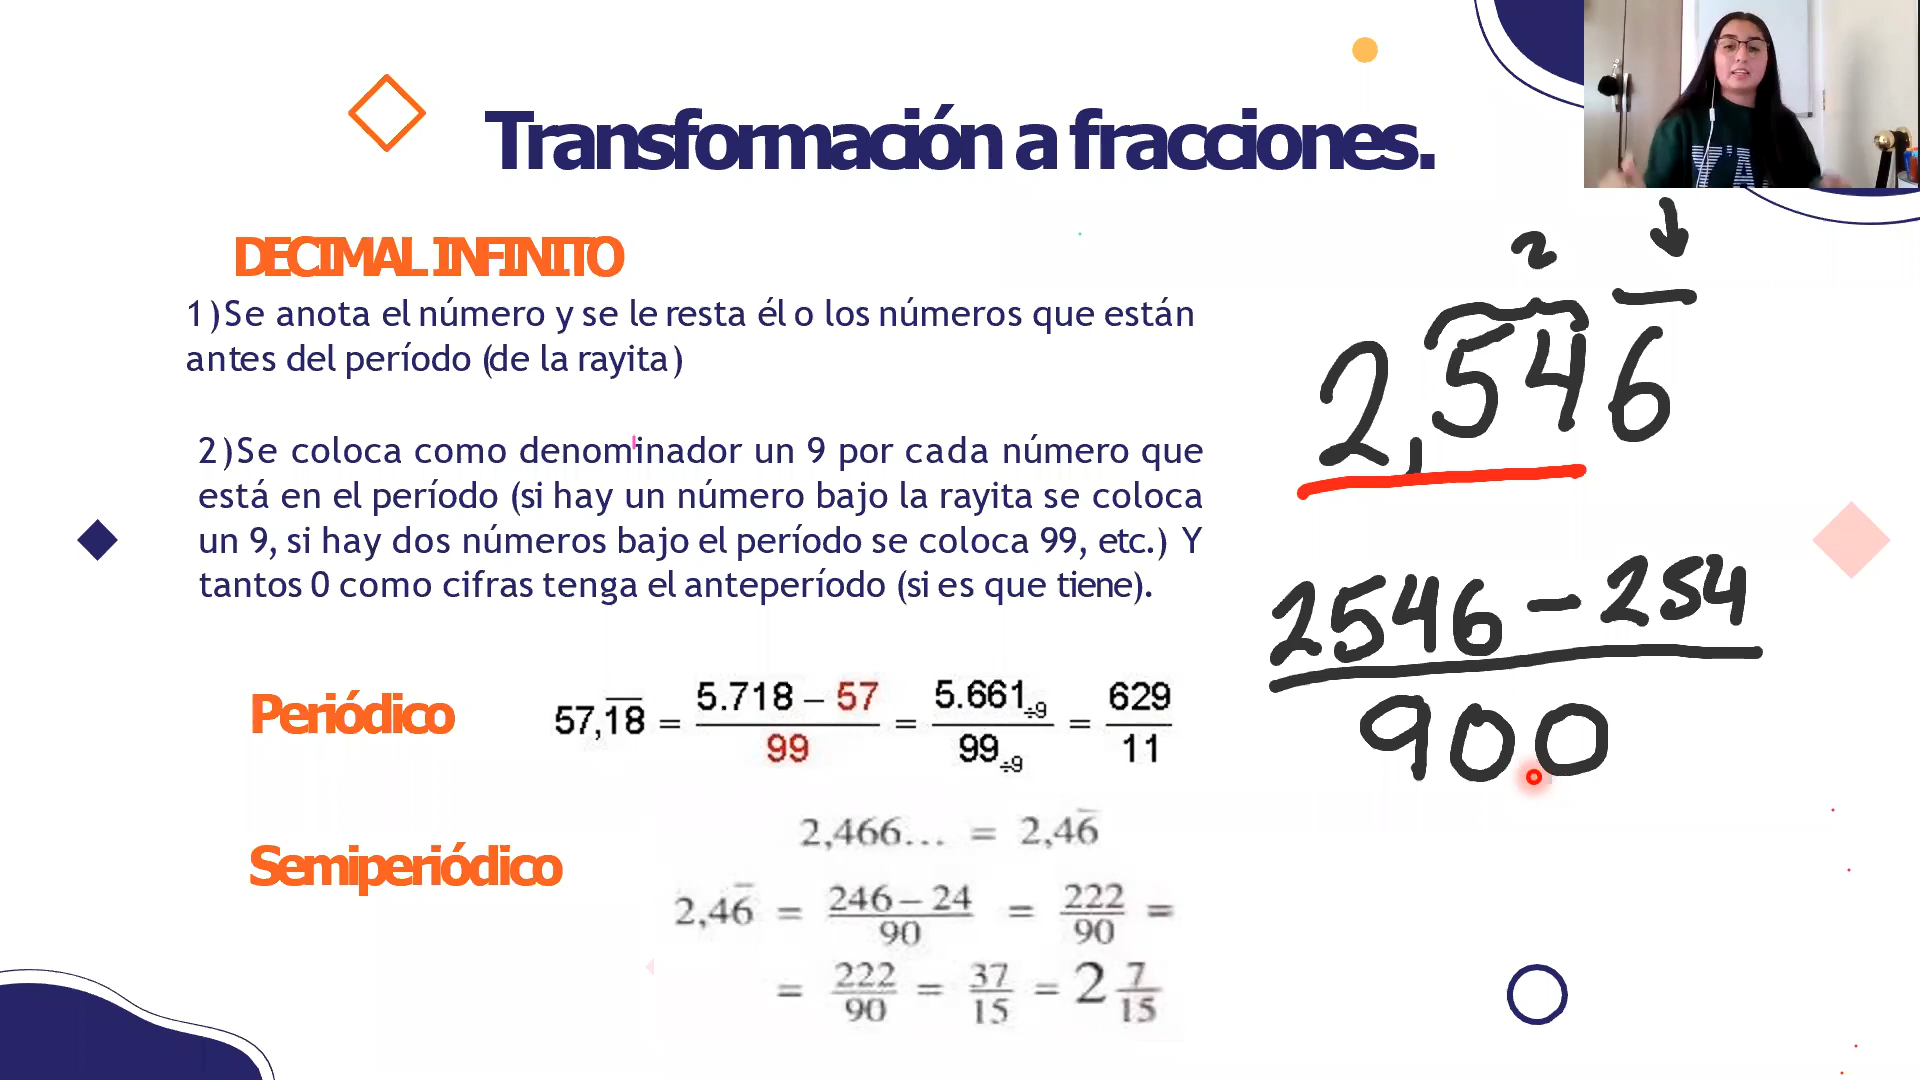 Transformación a fracciones.
DECIMAL INFINITO
1)Se anota el número y se le resta él o los números que están
antes del período (de la rayita)
2)Se coloca como denominador un 9 por cada número que
está en el período (si hay un número bajo la rayita se coloca
un 9, si hay dos números bajo el período se coloca 99, etc.) Y
tantos 0 como cifras tenga el anteperíodo (si es que tiene).
Periódico
57,1̅8̅ = (5.718 – 57)/99 = 5.661÷9/99÷9 = 629/11
Semiperiódico
2,466... = 2,46̅
2,46̅ = (246 – 24)/90 = 222/90 =
= 222/90 = 37/15 = 2 7/15
2
2,546̅
2546 – 254
900